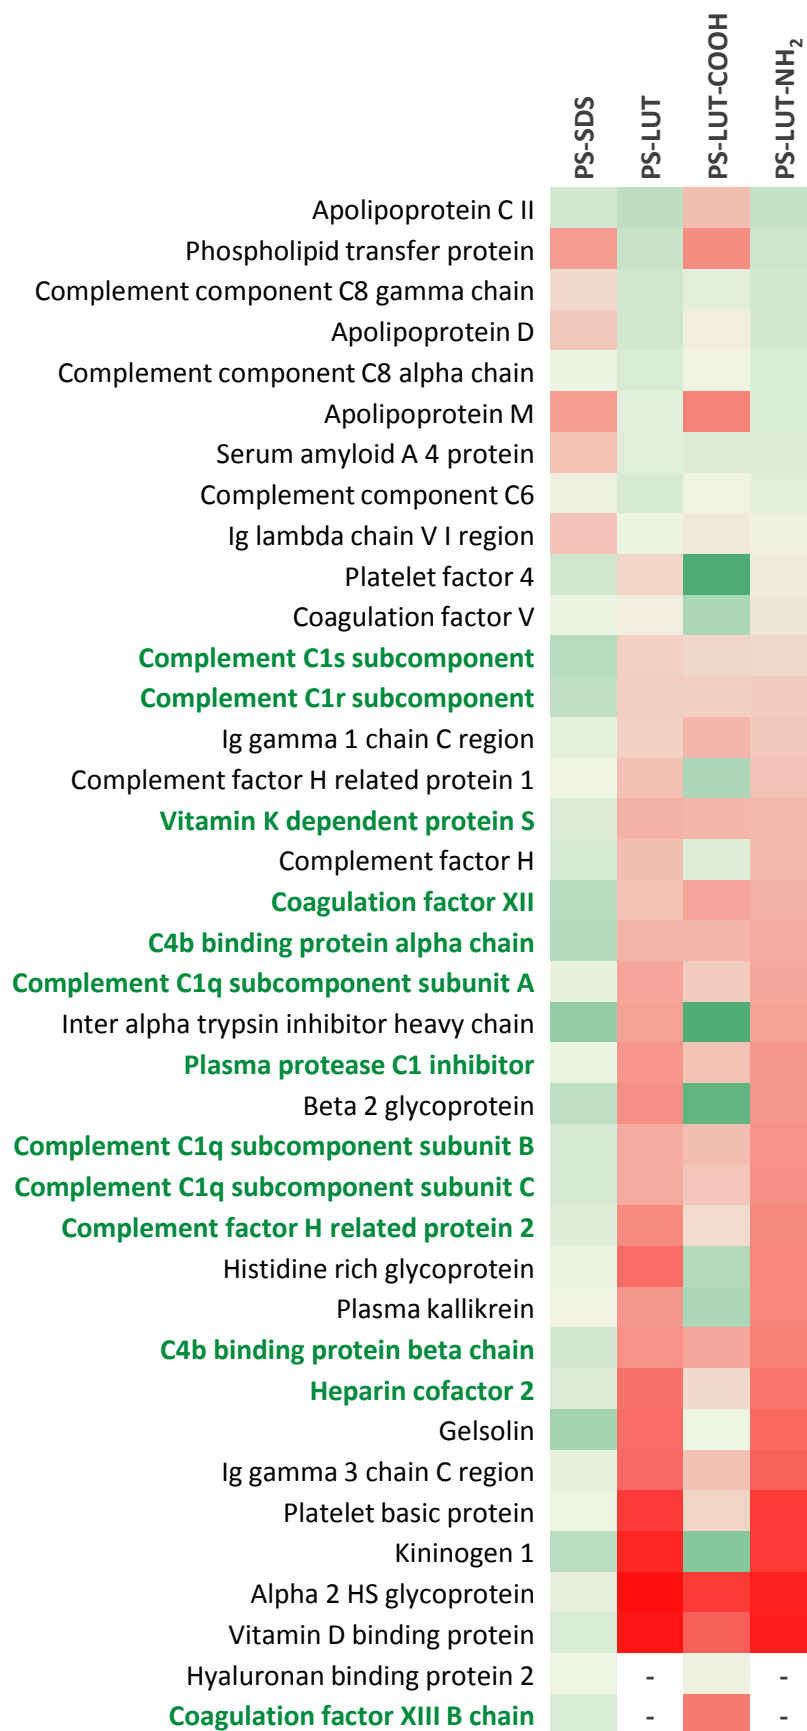 PS-SDS
PS-LUT
PS-LUT-COOH
PS-LUT-NH₂
Apolipoprotein C II
Phospholipid transfer protein
Complement component C8 gamma chain
Apolipoprotein D
Complement component C8 alpha chain
Apolipoprotein M
Serum amyloid A 4 protein
Complement component C6
Ig lambda chain V I region
Platelet factor 4
Coagulation factor V
Complement C1s subcomponent
Complement C1r subcomponent
Ig gamma 1 chain C region
Complement factor H related protein 1
Vitamin K dependent protein S
Complement factor H
Coagulation factor XII
C4b binding protein alpha chain
Complement C1q subcomponent subunit A
Inter alpha trypsin inhibitor heavy chain
Plasma protease C1 inhibitor
Beta 2 glycoprotein
Complement C1q subcomponent subunit B
Complement C1q subcomponent subunit C
Complement factor H related protein 2
Histidine rich glycoprotein
Plasma kallikrein
C4b binding protein beta chain
Heparin cofactor 2
Gelsolin
Ig gamma 3 chain C region
Platelet basic protein
Kininogen 1
Alpha 2 HS glycoprotein
Vitamin D binding protein
Hyaluronan binding protein 2 - -
Coagulation factor XIII B chain - -